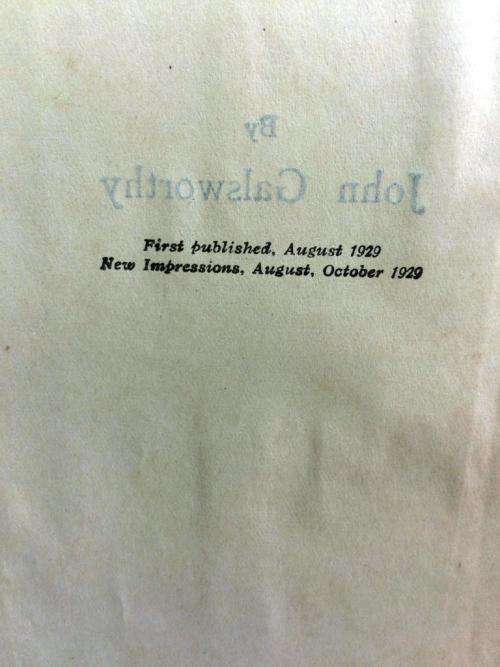 By
John Galsworthy
First published, August 1929
New Impressions, August, October 1929